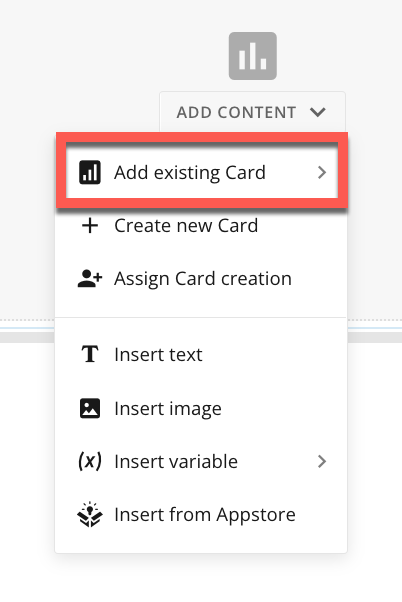 ADD CONTENT
Add existing Card
Create new Card
Assign Card creation
T Insert text
Insert image
(x) Insert variable
Insert from Appstore